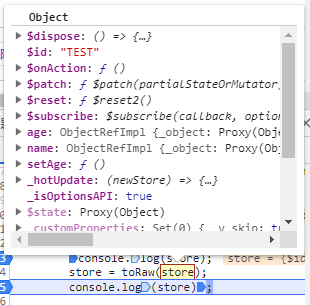 Object
$dispose: () => {…}
$id: "TEST"
$onAction: ƒ ()
$patch: ƒ $patch(partialStateOrMutator)
$reset: ƒ $reset2()
$subscribe: $subscribe(callback, option
age: ObjectRefImpl {_object: Proxy(Obje
name: ObjectRefImpl {_object: Proxy(Obj
setAge: ƒ ()
_hotUpdate: (newStore) => {…}
_isOptionsAPI: true
$state: Proxy(Object)
_customProperties: Set(0) {__v_skip: tru
3 console.log(store); store = {$id
4 store = toRaw(store);
5 console.log(store);